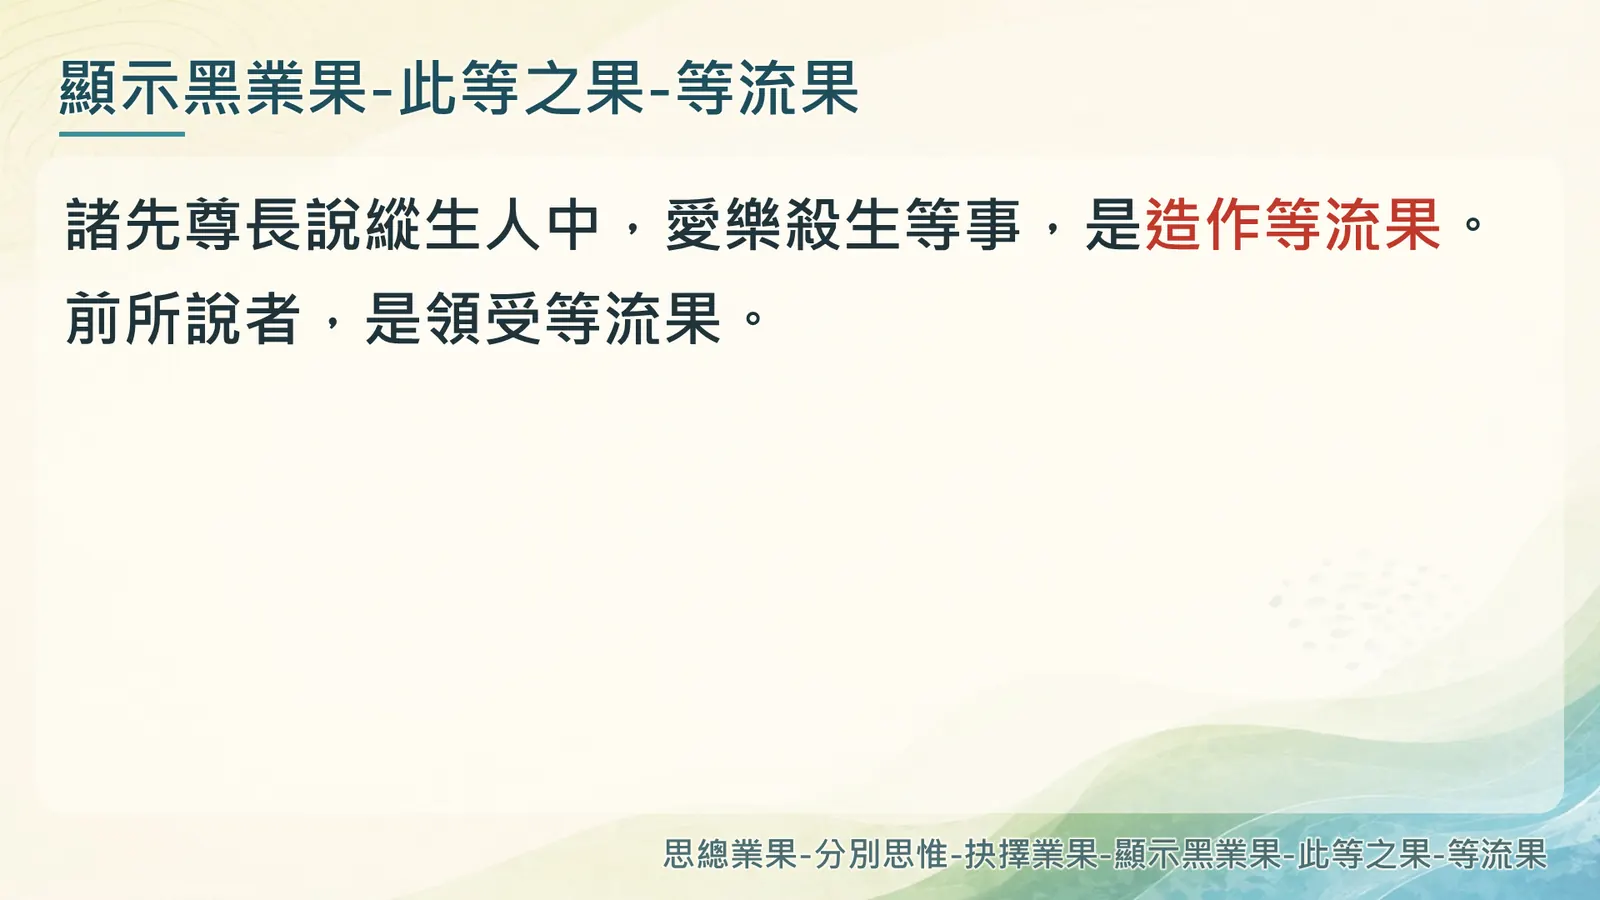 顯示黑業果-此等之果-等流果
諸先尊長說縱生人中，愛樂殺生等事，是造作等流果。
前所說者，是領受等流果。
思總業果-分別思惟-抉擇業果-顯示黑業果-此等之果-等流果